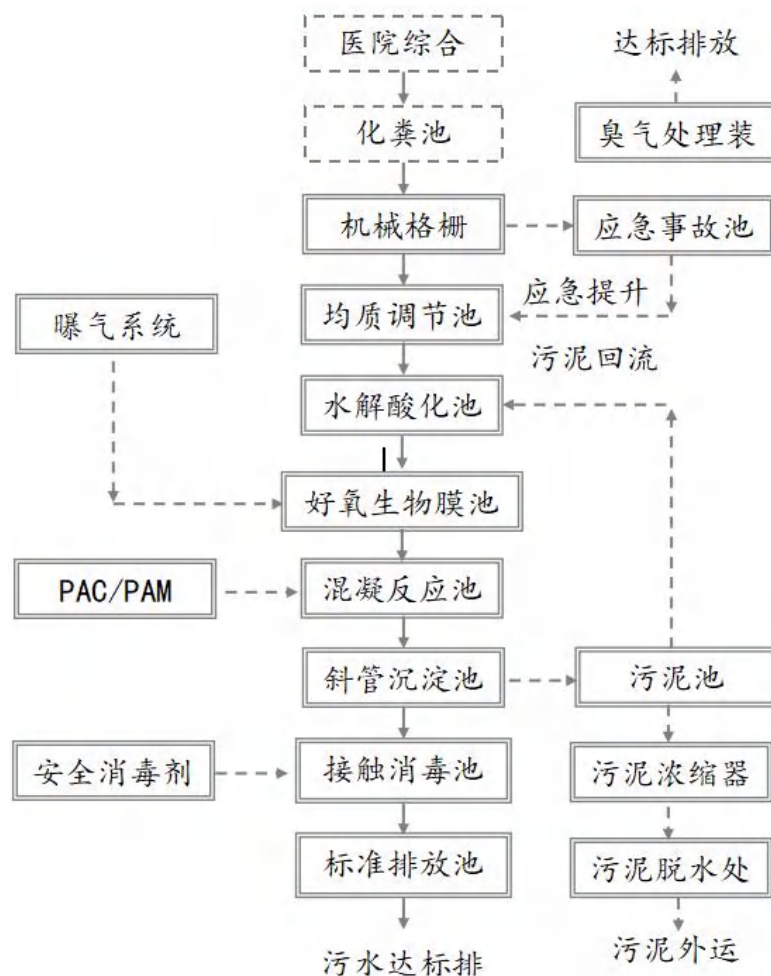 医院综合
达标排放
化粪池
臭气处理装
机械格栅
应急事故池
应急提升
曝气系统
均质调节池
污泥回流
水解酸化池
好氧生物膜池
PAC/PAM
混凝反应池
斜管沉淀池
污泥池
安全消毒剂
接触消毒池
污泥浓缩器
标准排放池
污泥脱水处
污水达标排
污泥外运